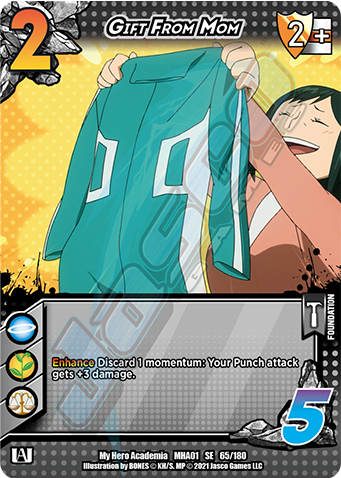 2
GIFT FROM MOM
2 +
FOUNDATION
Enhance Discard 1 momentum: Your Punch attack
gets +3 damage.
5
My Hero Academia MHA01 SE 65/180
Illustration by BONES © KH/S. MP © 2021 Jasco Games LLC